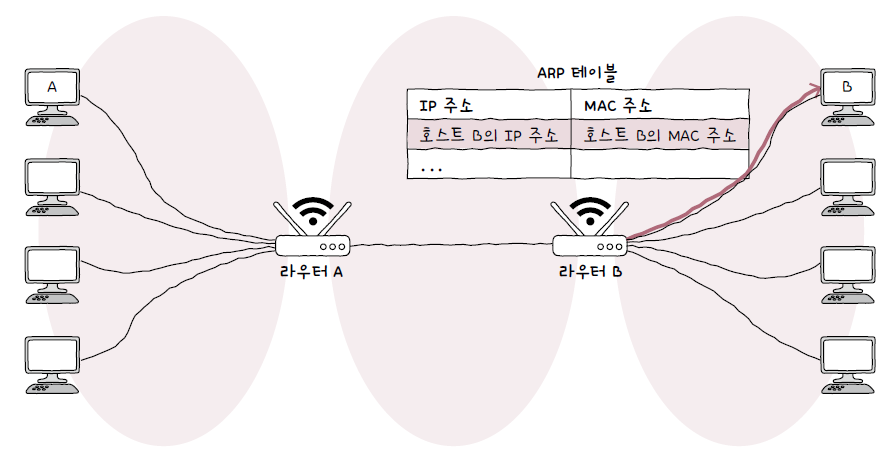 ARP 테이블
IP 주소 MAC 주소
호스트 B의 IP 주소 호스트 B의 MAC 주소
...
A
B
라우터 A
라우터 B